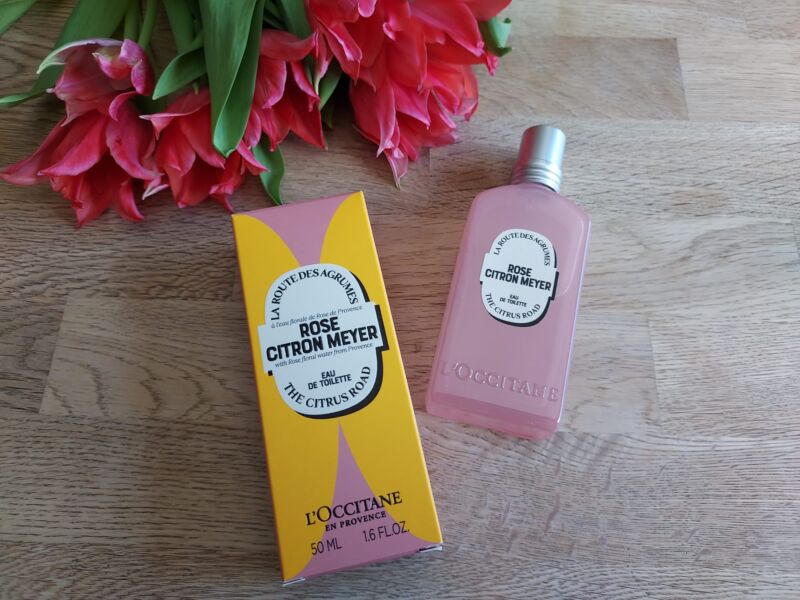 LA ROUTE DES AGRUMES
à l'eau florale de Rose de Provence
ROSE
CITRON MEYER
with Rose floral water from Provence
EAU
DE TOILETTE
THE CITRUS ROAD
L'OCCITANE
EN PROVENCE
50 ML 1.6 FL.OZ.
LA ROUTE DES AGRUMES
ROSE
CITRON MEYER
EAU
DE TOILETTE
THE CITRUS ROAD
L'OCCITANE